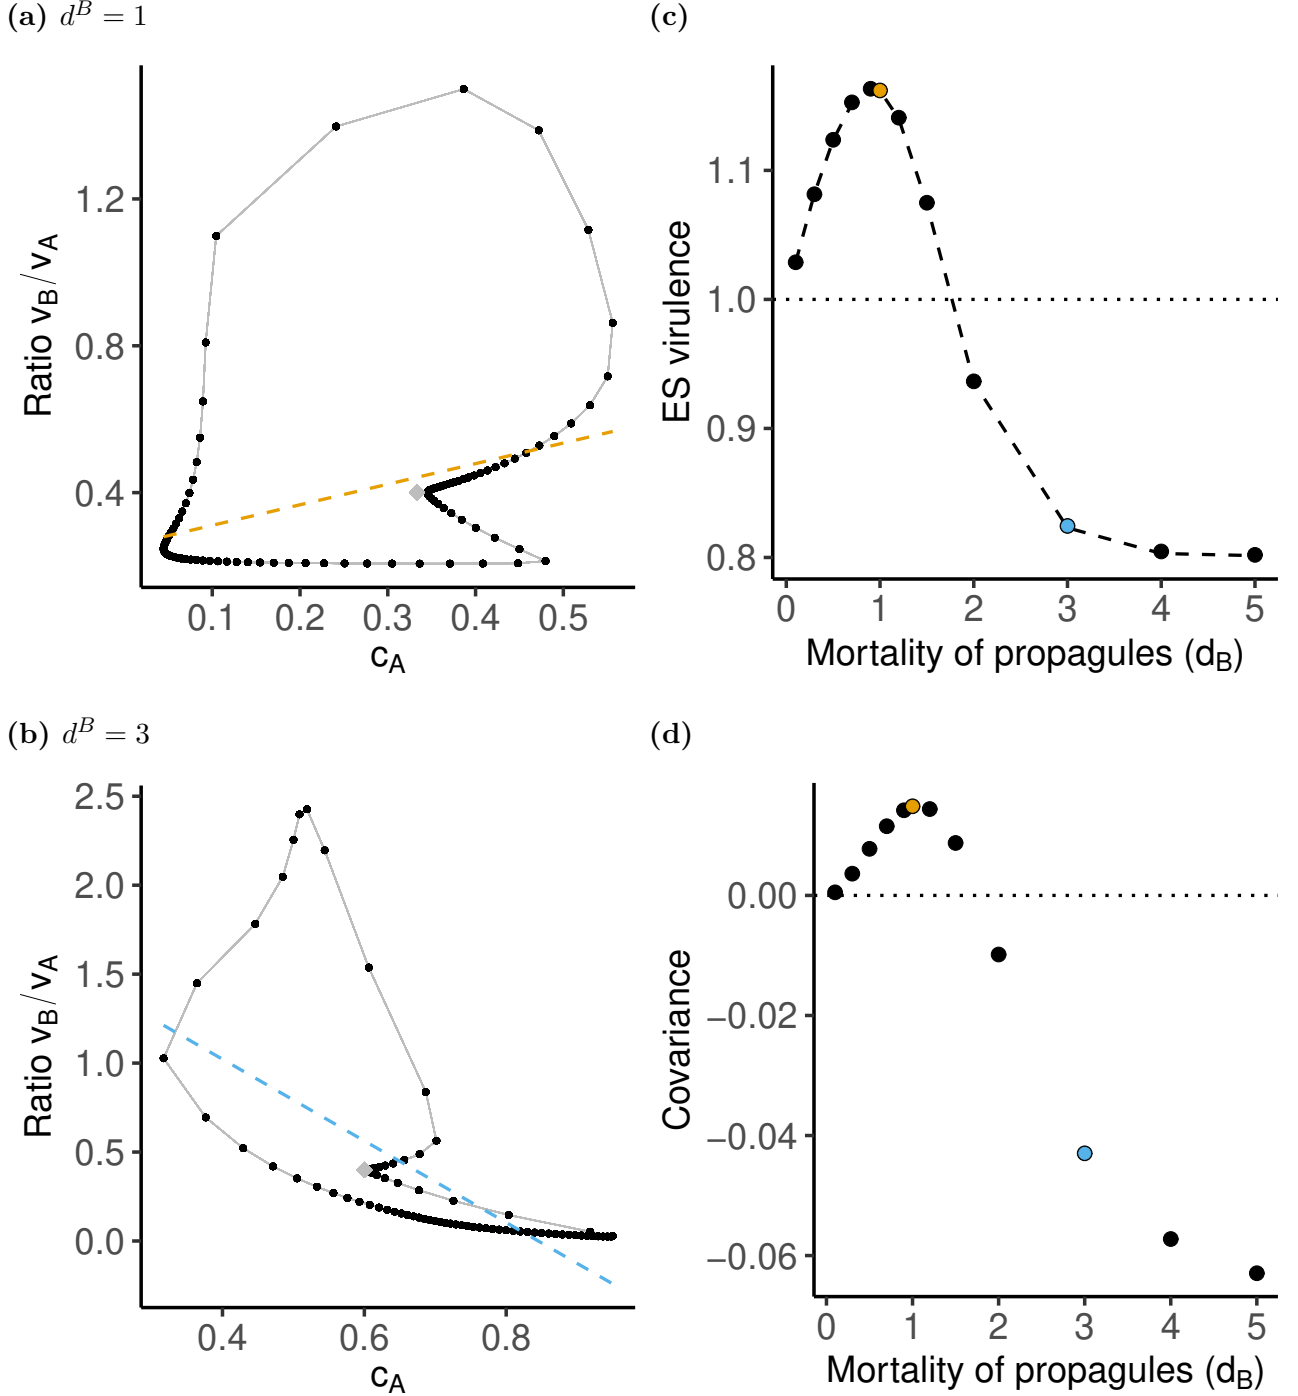 (a) d^B = 1
Ratio v_B/v_A
1.2
0.8
0.4
0.1 0.2 0.3 0.4 0.5
c_A
(c)
ES virulence
1.1
1.0
0.9
0.8
0 1 2 3 4 5
Mortality of propagules (d_B)
(b) d^B = 3
Ratio v_B/v_A
2.5
2.0
1.5
1.0
0.5
0.0
0.4 0.6 0.8
c_A
(d)
Covariance
0.00
−0.02
−0.04
−0.06
0 1 2 3 4 5
Mortality of propagules (d_B)